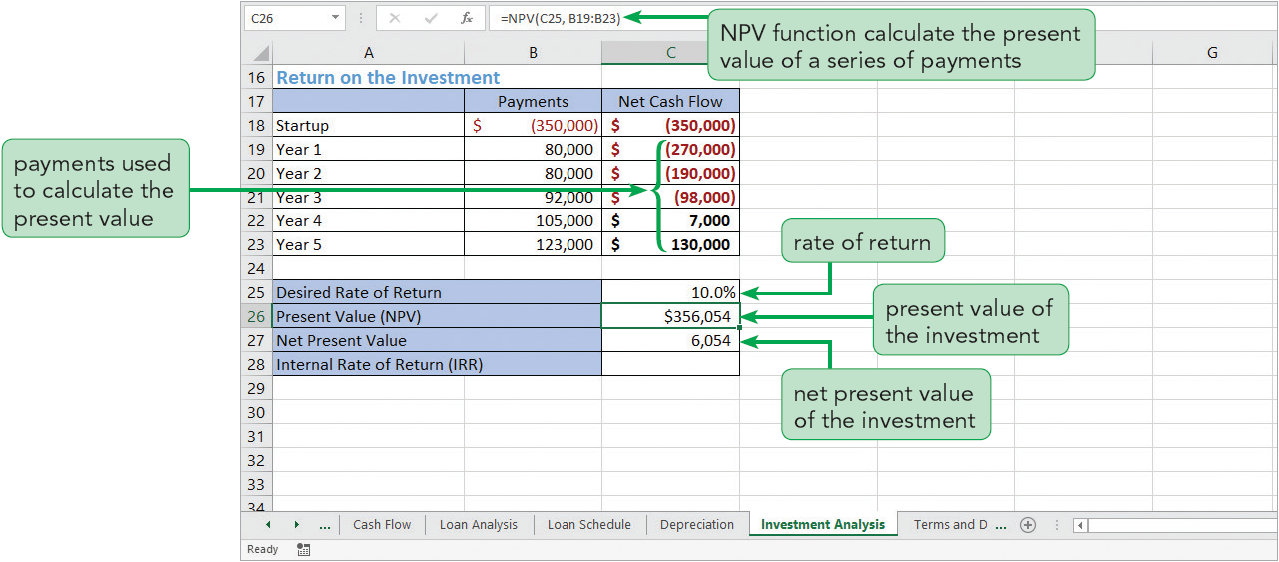 C26
fx
=NPV(C25, B19:B23)
NPV function calculate the present
value of a series of payments
A B C G
16 Return on the Investment
17 Payments Net Cash Flow
18 Startup $ (350,000) $ (350,000)
19 Year 1 80,000 $ (270,000)
20 Year 2 80,000 $ (190,000)
21 Year 3 92,000 $ (98,000)
22 Year 4 105,000 $ 7,000
23 Year 5 123,000 $ 130,000
24
25 Desired Rate of Return 10.0%
26 Present Value (NPV) $356,054
27 Net Present Value 6,054
28 Internal Rate of Return (IRR)
29
30
31
32
33
34
payments used
to calculate the
present value
rate of return
present value of
the investment
net present value
of the investment
... Cash Flow Loan Analysis Loan Schedule Depreciation Investment Analysis Terms and D ...
Ready